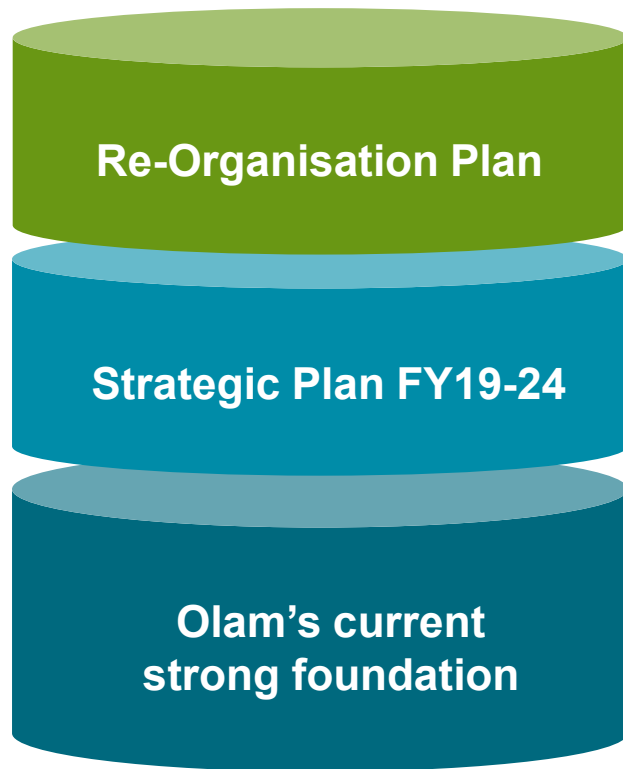 Re-Organisation Plan
Strategic Plan FY19-24
Olam’s current
strong foundation